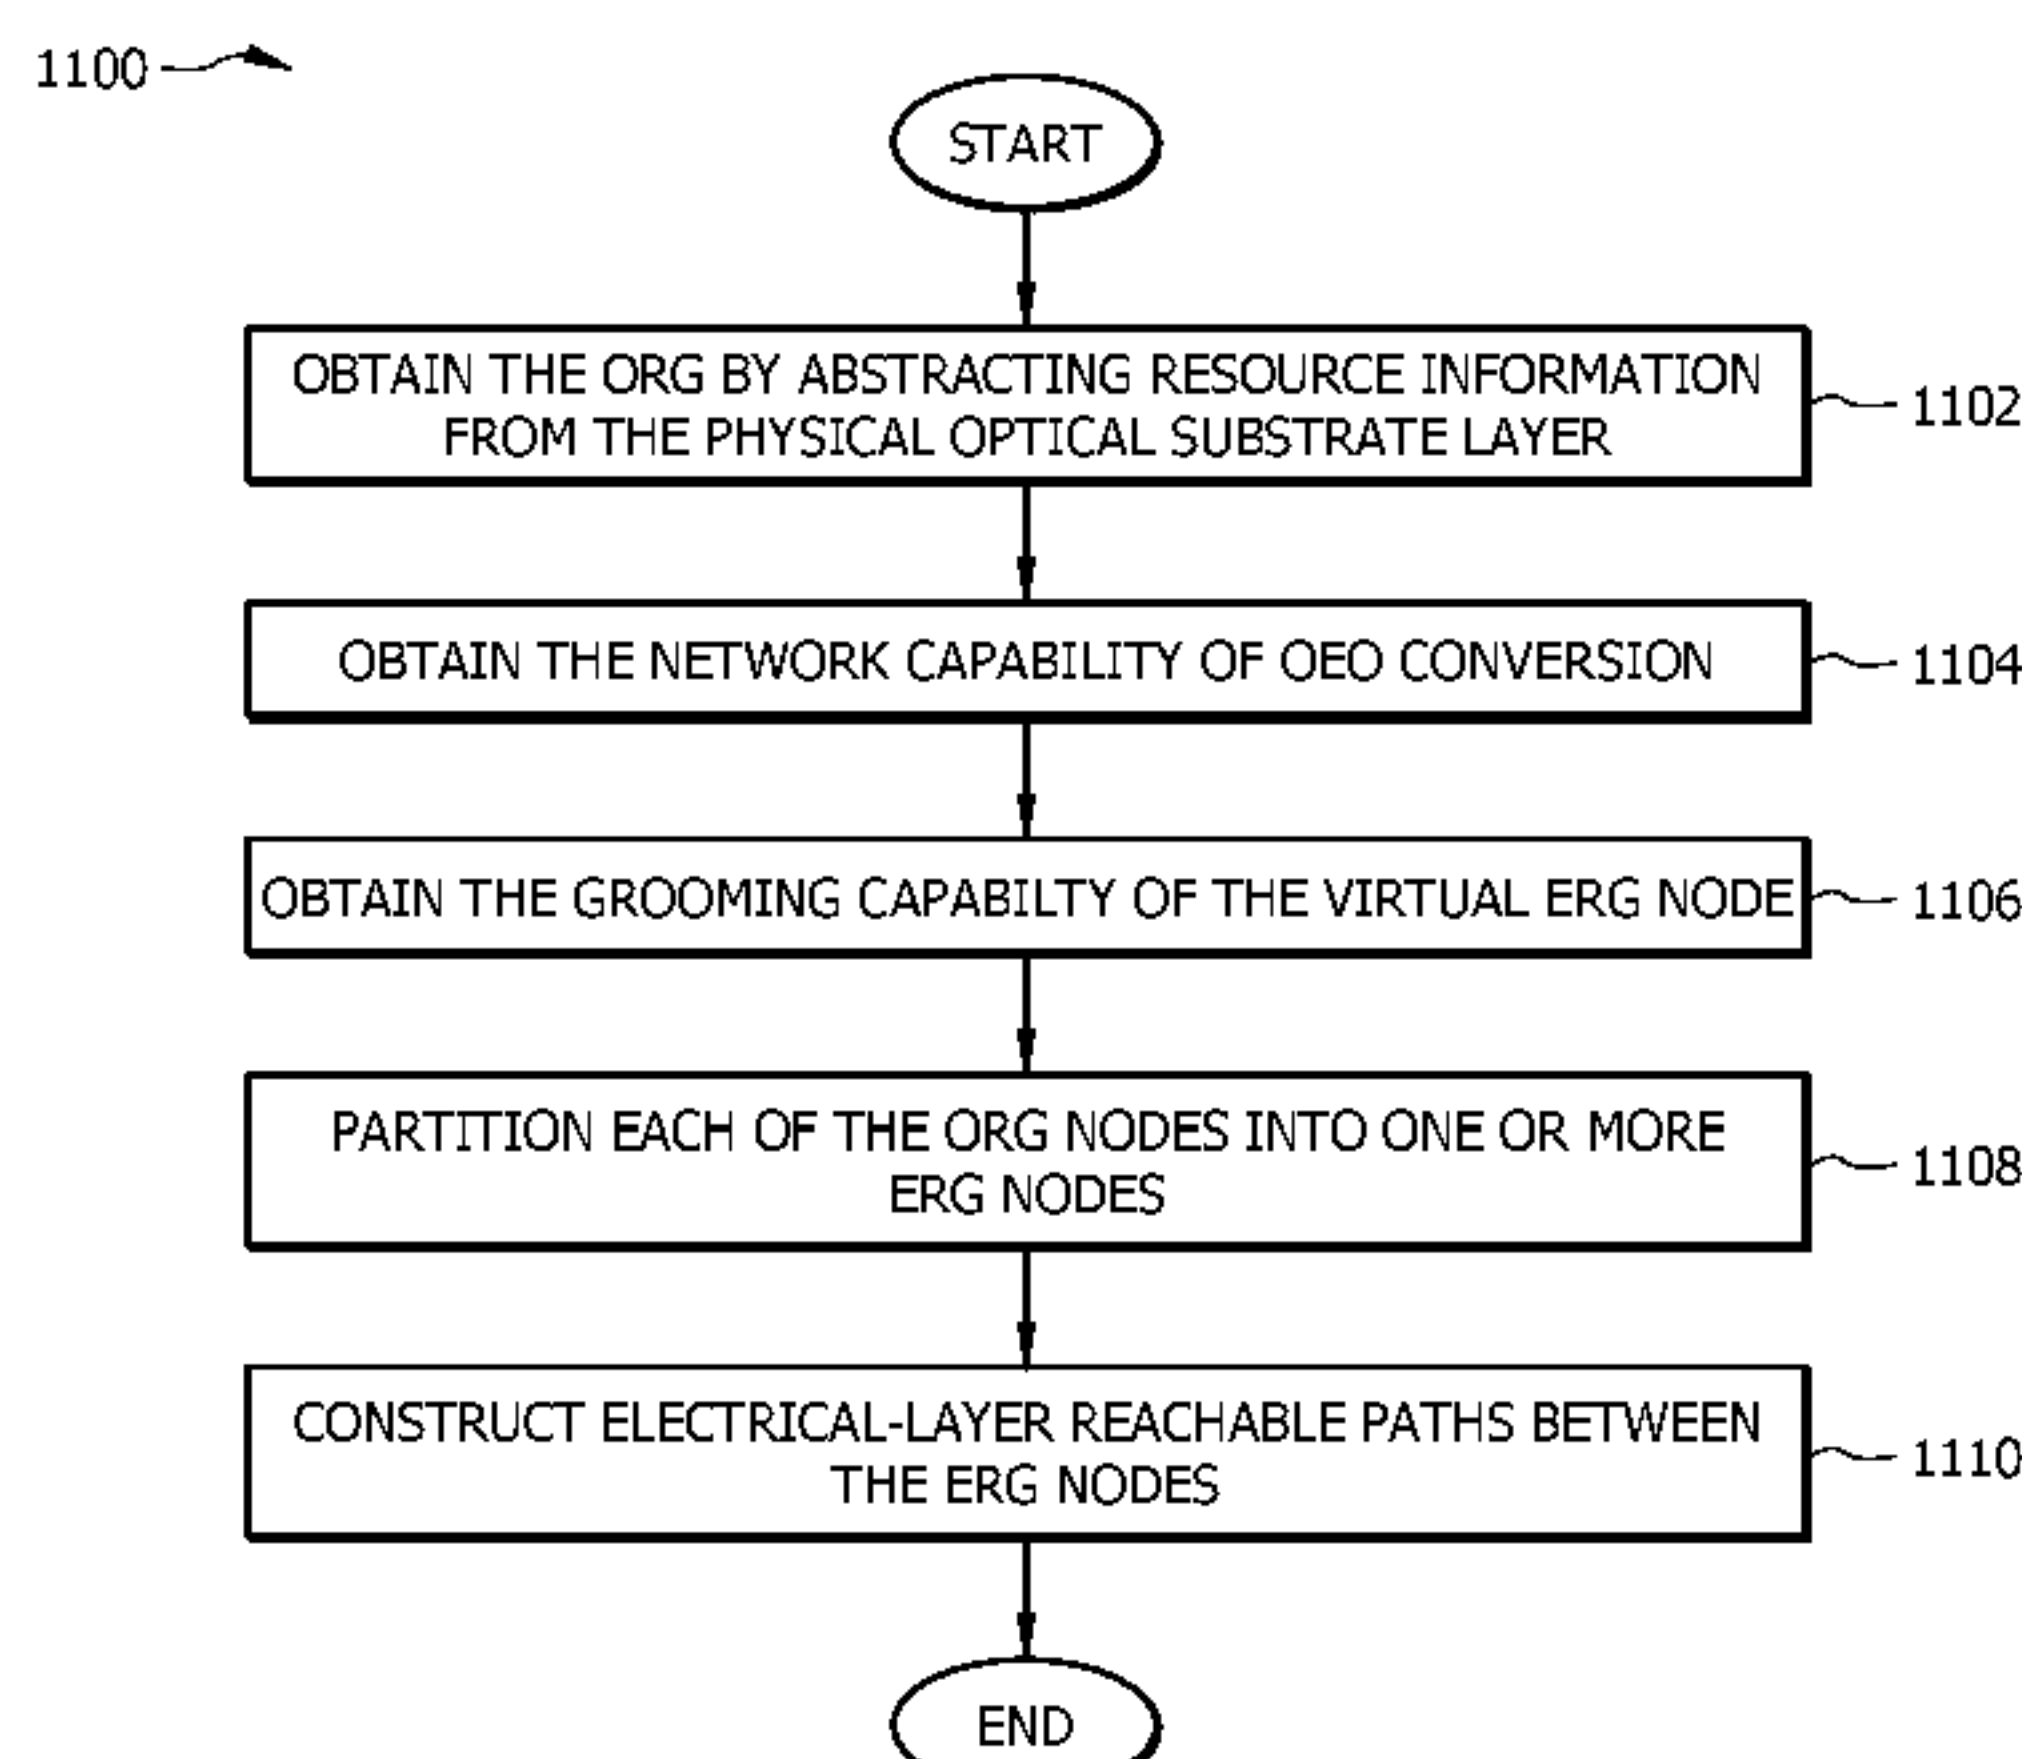 1100
START
OBTAIN THE ORG BY ABSTRACTING RESOURCE INFORMATION
FROM THE PHYSICAL OPTICAL SUBSTRATE LAYER
1102
OBTAIN THE NETWORK CAPABILITY OF OEO CONVERSION
1104
OBTAIN THE GROOMING CAPABILTY OF THE VIRTUAL ERG NODE
1106
PARTITION EACH OF THE ORG NODES INTO ONE OR MORE
ERG NODES
1108
CONSTRUCT ELECTRICAL-LAYER REACHABLE PATHS BETWEEN
THE ERG NODES
1110
END